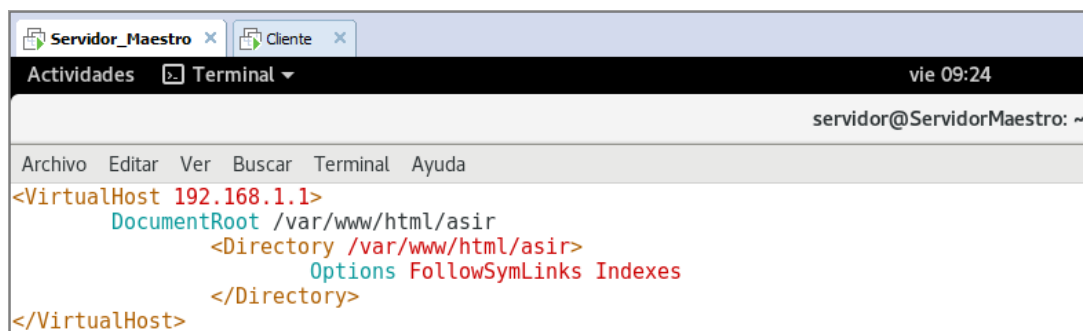 Servidor_Maestro × Cliente ×
Actividades Terminal vie 09:24
servidor@ServidorMaestro: ~
Archivo Editar Ver Buscar Terminal Ayuda
<VirtualHost 192.168.1.1>
DocumentRoot /var/www/html/asir
<Directory /var/www/html/asir>
Options FollowSymLinks Indexes
</Directory>
</VirtualHost>